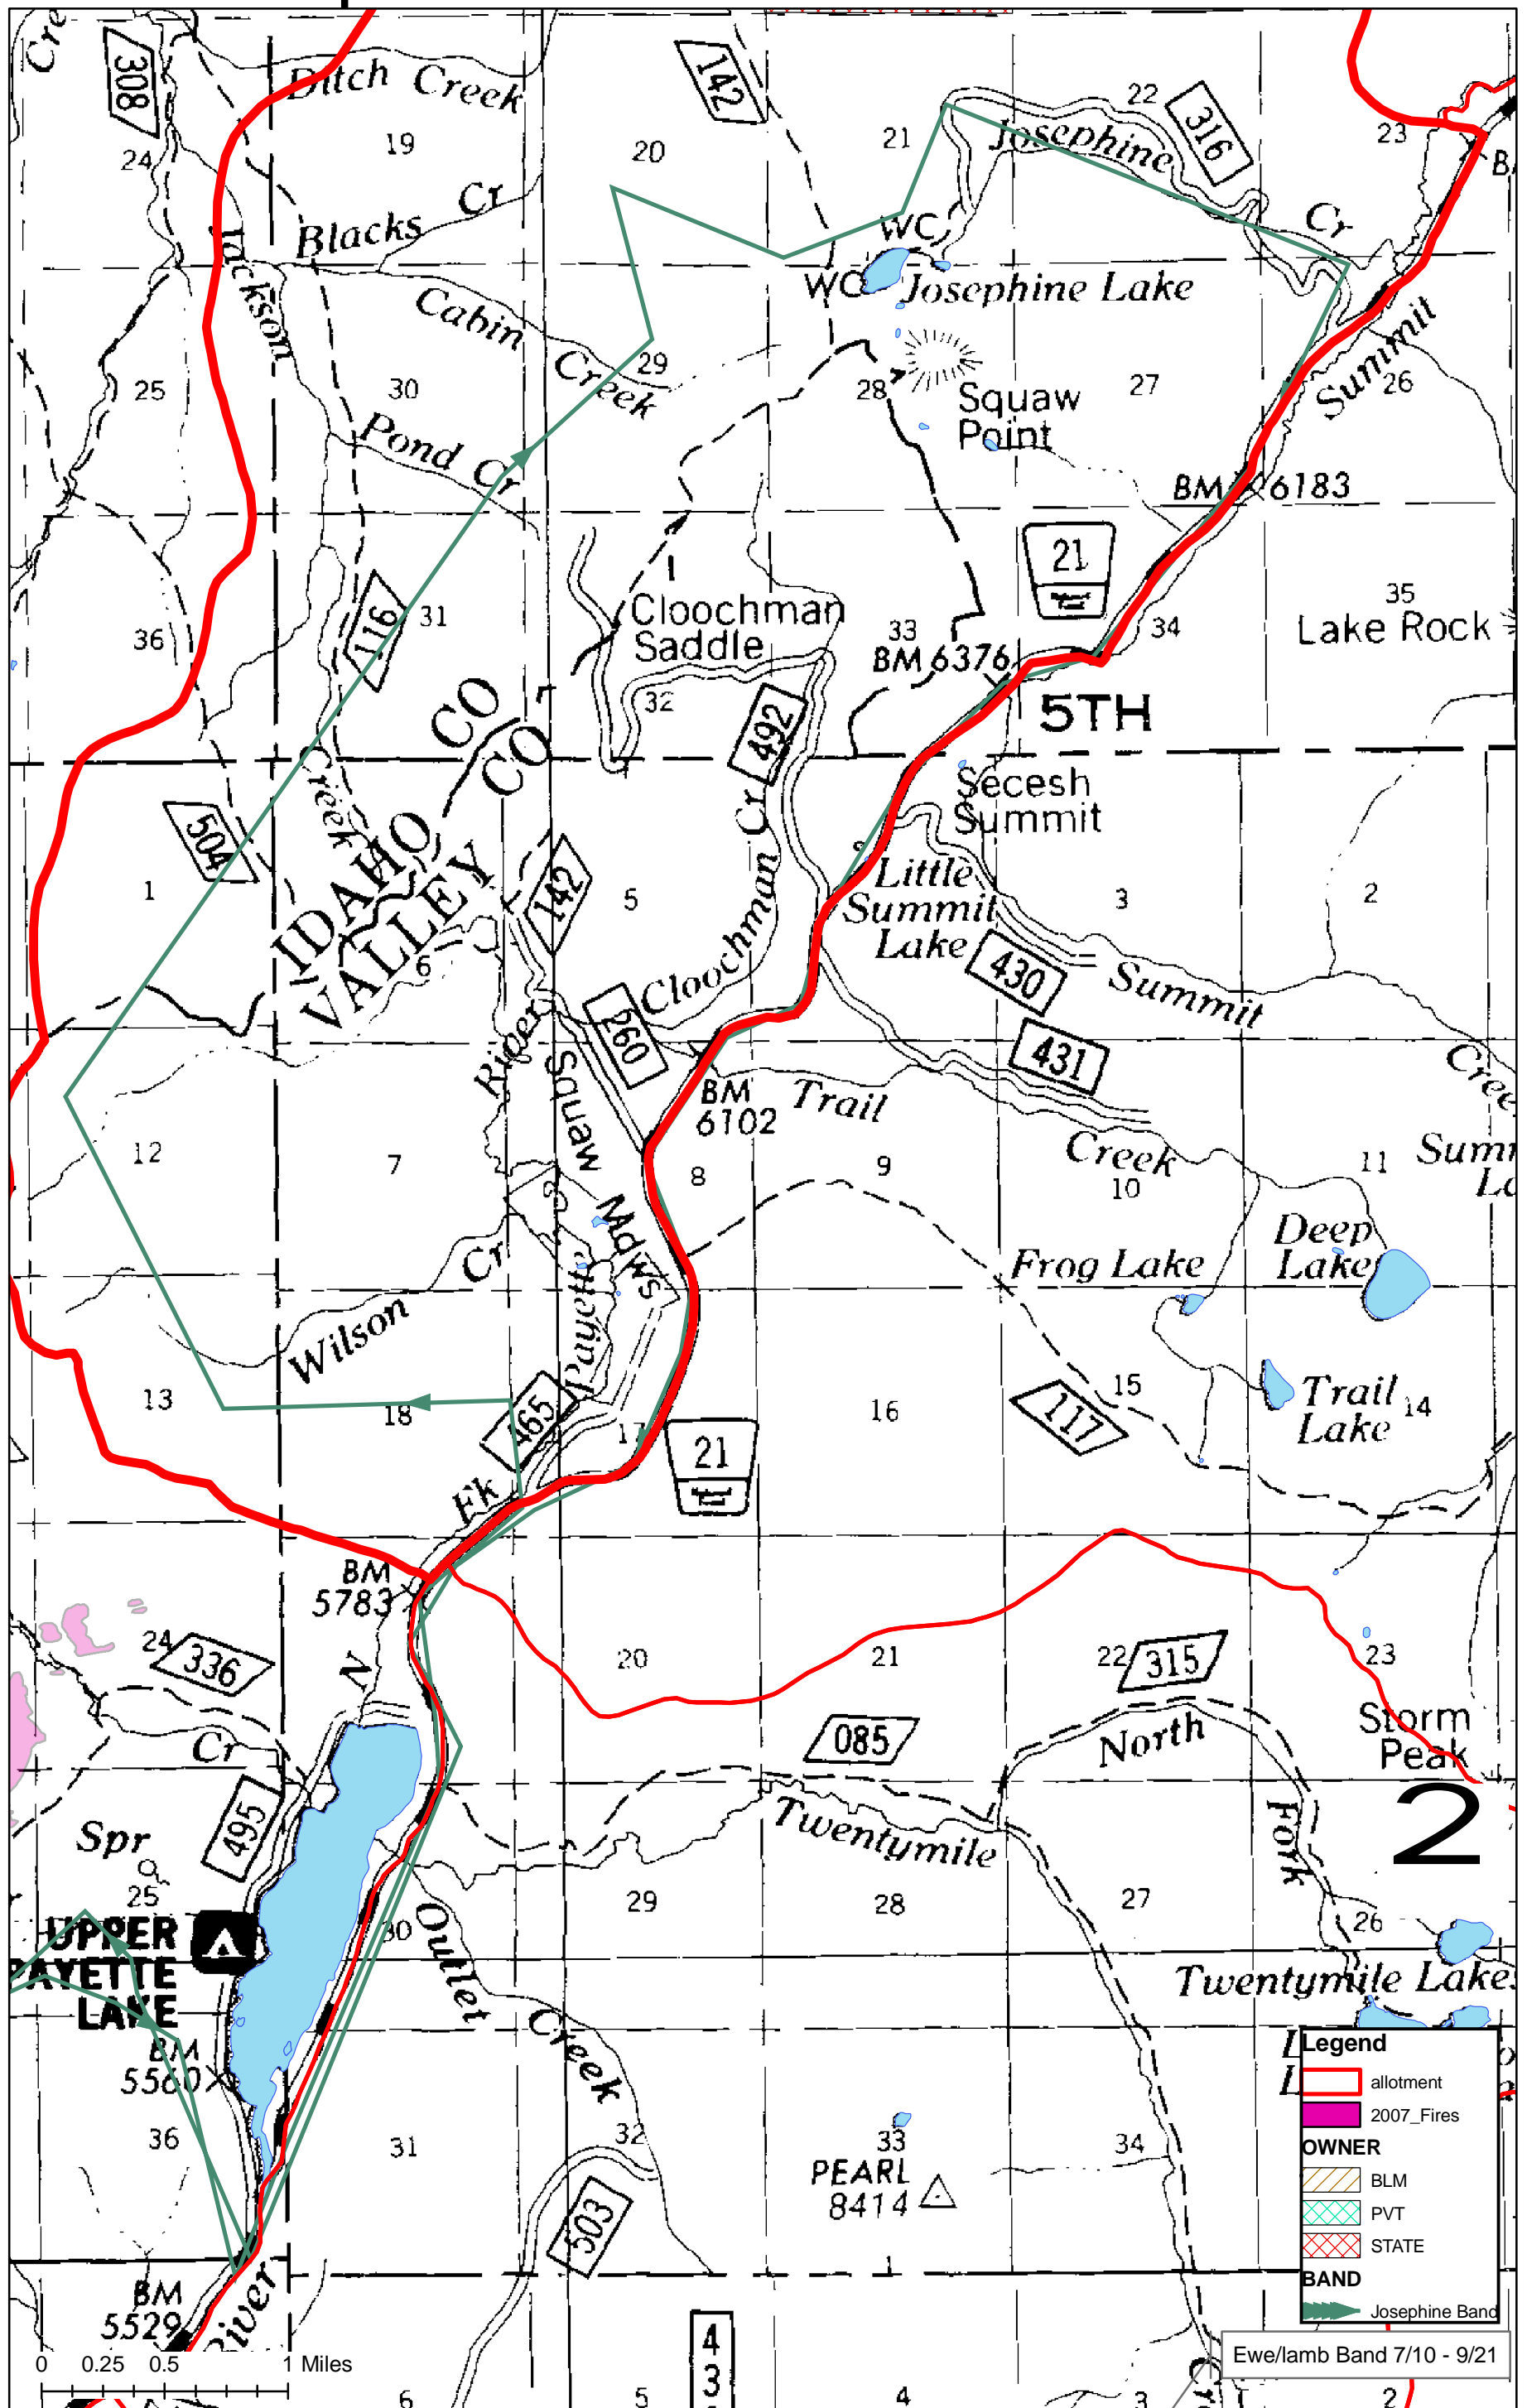 308
142
22
316
Ditch Creek
19
20
21
23
24
Josephine
Cr
Blacks Cr
Jackson
WC
WC
Josephine Lake
Cabin
Creek
29
25
30
28
27
26
Summit
Squaw
Point
Pond Cr
BM 6183
21
116
31
Cloochman
Saddle
33
34
35
Lake Rock
36
BM 6376
32
5TH
492
IDAHO CO
VALLEY CO
Creek
504
Secesh
Summit
1
142
5
Cloochman Cr
Little
Summit
Lake
3
2
6
430
Summit
260
431
River
Squaw
Mdws
BM
6102
Trail
Creek
12
7
8
9
10
11
Deep
Lake
Frog Lake
Wilson Cr
Payette
465
13
18
17
16
15
117
Trail
Lake
14
21
Fk
BM
5783
N
24
336
20
21
22
315
23
Storm
Peak
085
North
Fork
Cr
495
Twentymile
2
Spr
25
29
28
27
26
30
UPPER
PAYETTE
LAKE
Outlet
Creek
Twentymile Lake
BM
5560
36
31
32
33
PEARL
8414
34
503
BM
5529
River
43
6
5
4
3
2
0 0.25 0.5 1 Miles
Legend
allotment
2007_Fires
OWNER
BLM
PVT
STATE
BAND
Josephine Band
Ewe/lamb Band 7/10 - 9/21